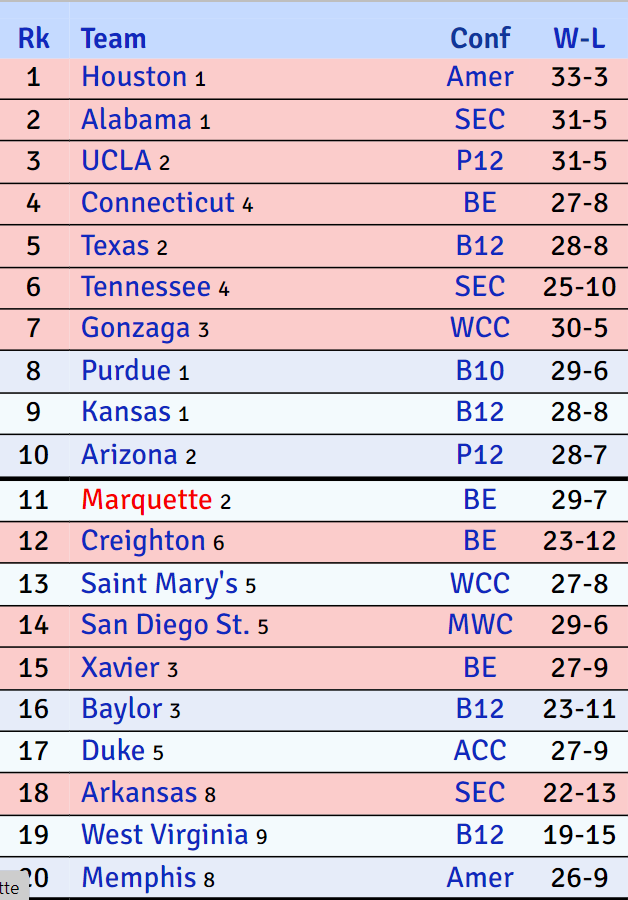 Rk Team Conf W-L
1 Houston 1 Amer 33-3
2 Alabama 1 SEC 31-5
3 UCLA 2 P12 31-5
4 Connecticut 4 BE 27-8
5 Texas 2 B12 28-8
6 Tennessee 4 SEC 25-10
7 Gonzaga 3 WCC 30-5
8 Purdue 1 B10 29-6
9 Kansas 1 B12 28-8
10 Arizona 2 P12 28-7
11 Marquette 2 BE 29-7
12 Creighton 6 BE 23-12
13 Saint Mary's 5 WCC 27-8
14 San Diego St. 5 MWC 29-6
15 Xavier 3 BE 27-9
16 Baylor 3 B12 23-11
17 Duke 5 ACC 27-9
18 Arkansas 8 SEC 22-13
19 West Virginia 9 B12 19-15
20 Memphis 8 Amer 26-9
tte